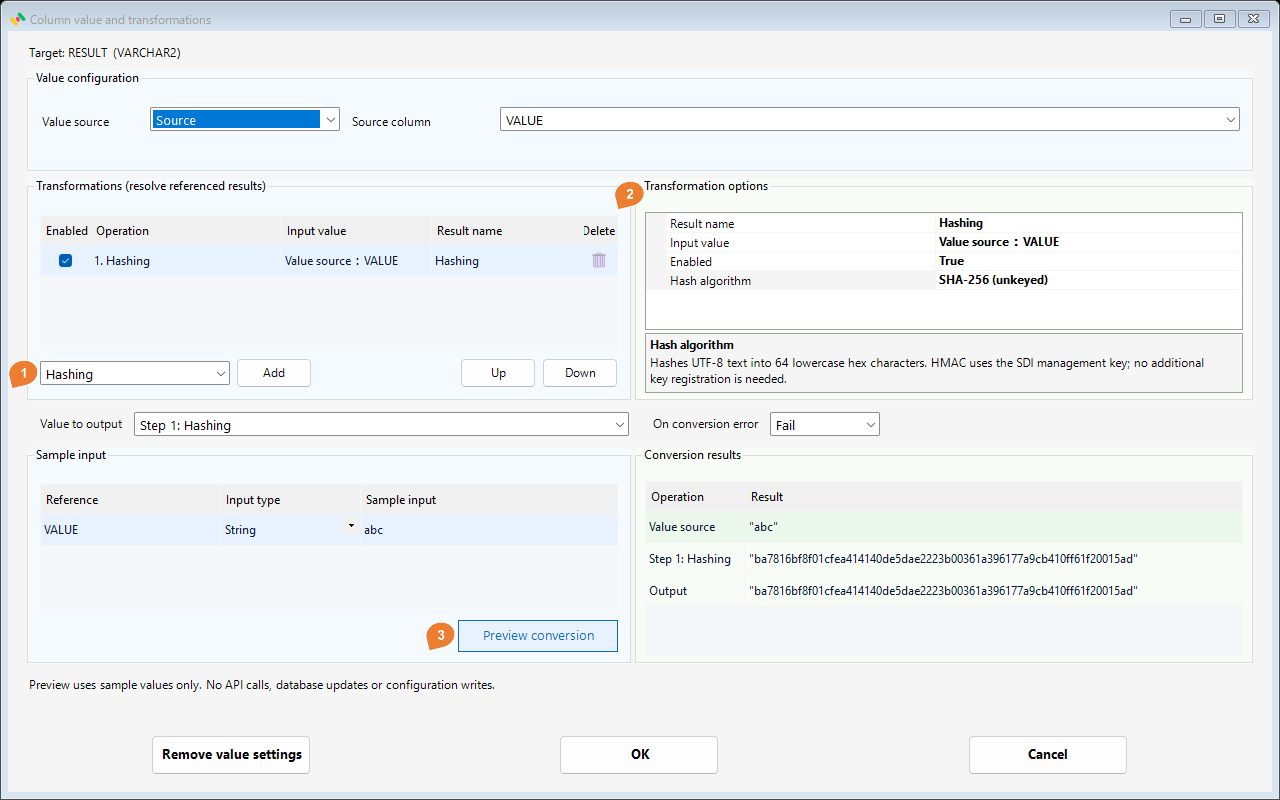 Column value and transformations
Target: RESULT (VARCHAR2)
Value configuration
Value source
Source
Source column
VALUE
Transformations (resolve referenced results)
Enabled Operation Input value Result name Delete
1. Hashing Value source : VALUE Hashing
1
Hashing
Add
Up
Down
2
Transformation options
Result name Hashing
Input value Value source : VALUE
Enabled True
Hash algorithm SHA-256 (unkeyed)
Hash algorithm
Hashes UTF-8 text into 64 lowercase hex characters. HMAC uses the SDI management key; no additional
key registration is needed.
Value to output
Step 1: Hashing
On conversion error
Fail
Sample input
Reference Input type Sample input
VALUE String abc
3
Preview conversion
Conversion results
Operation Result
Value source "abc"
Step 1: Hashing "ba7816bf8f01cfea414140de5dae2223b00361a396177a9cb410ff61f20015ad"
Output "ba7816bf8f01cfea414140de5dae2223b00361a396177a9cb410ff61f20015ad"
Preview uses sample values only. No API calls, database updates or configuration writes.
Remove value settings
OK
Cancel